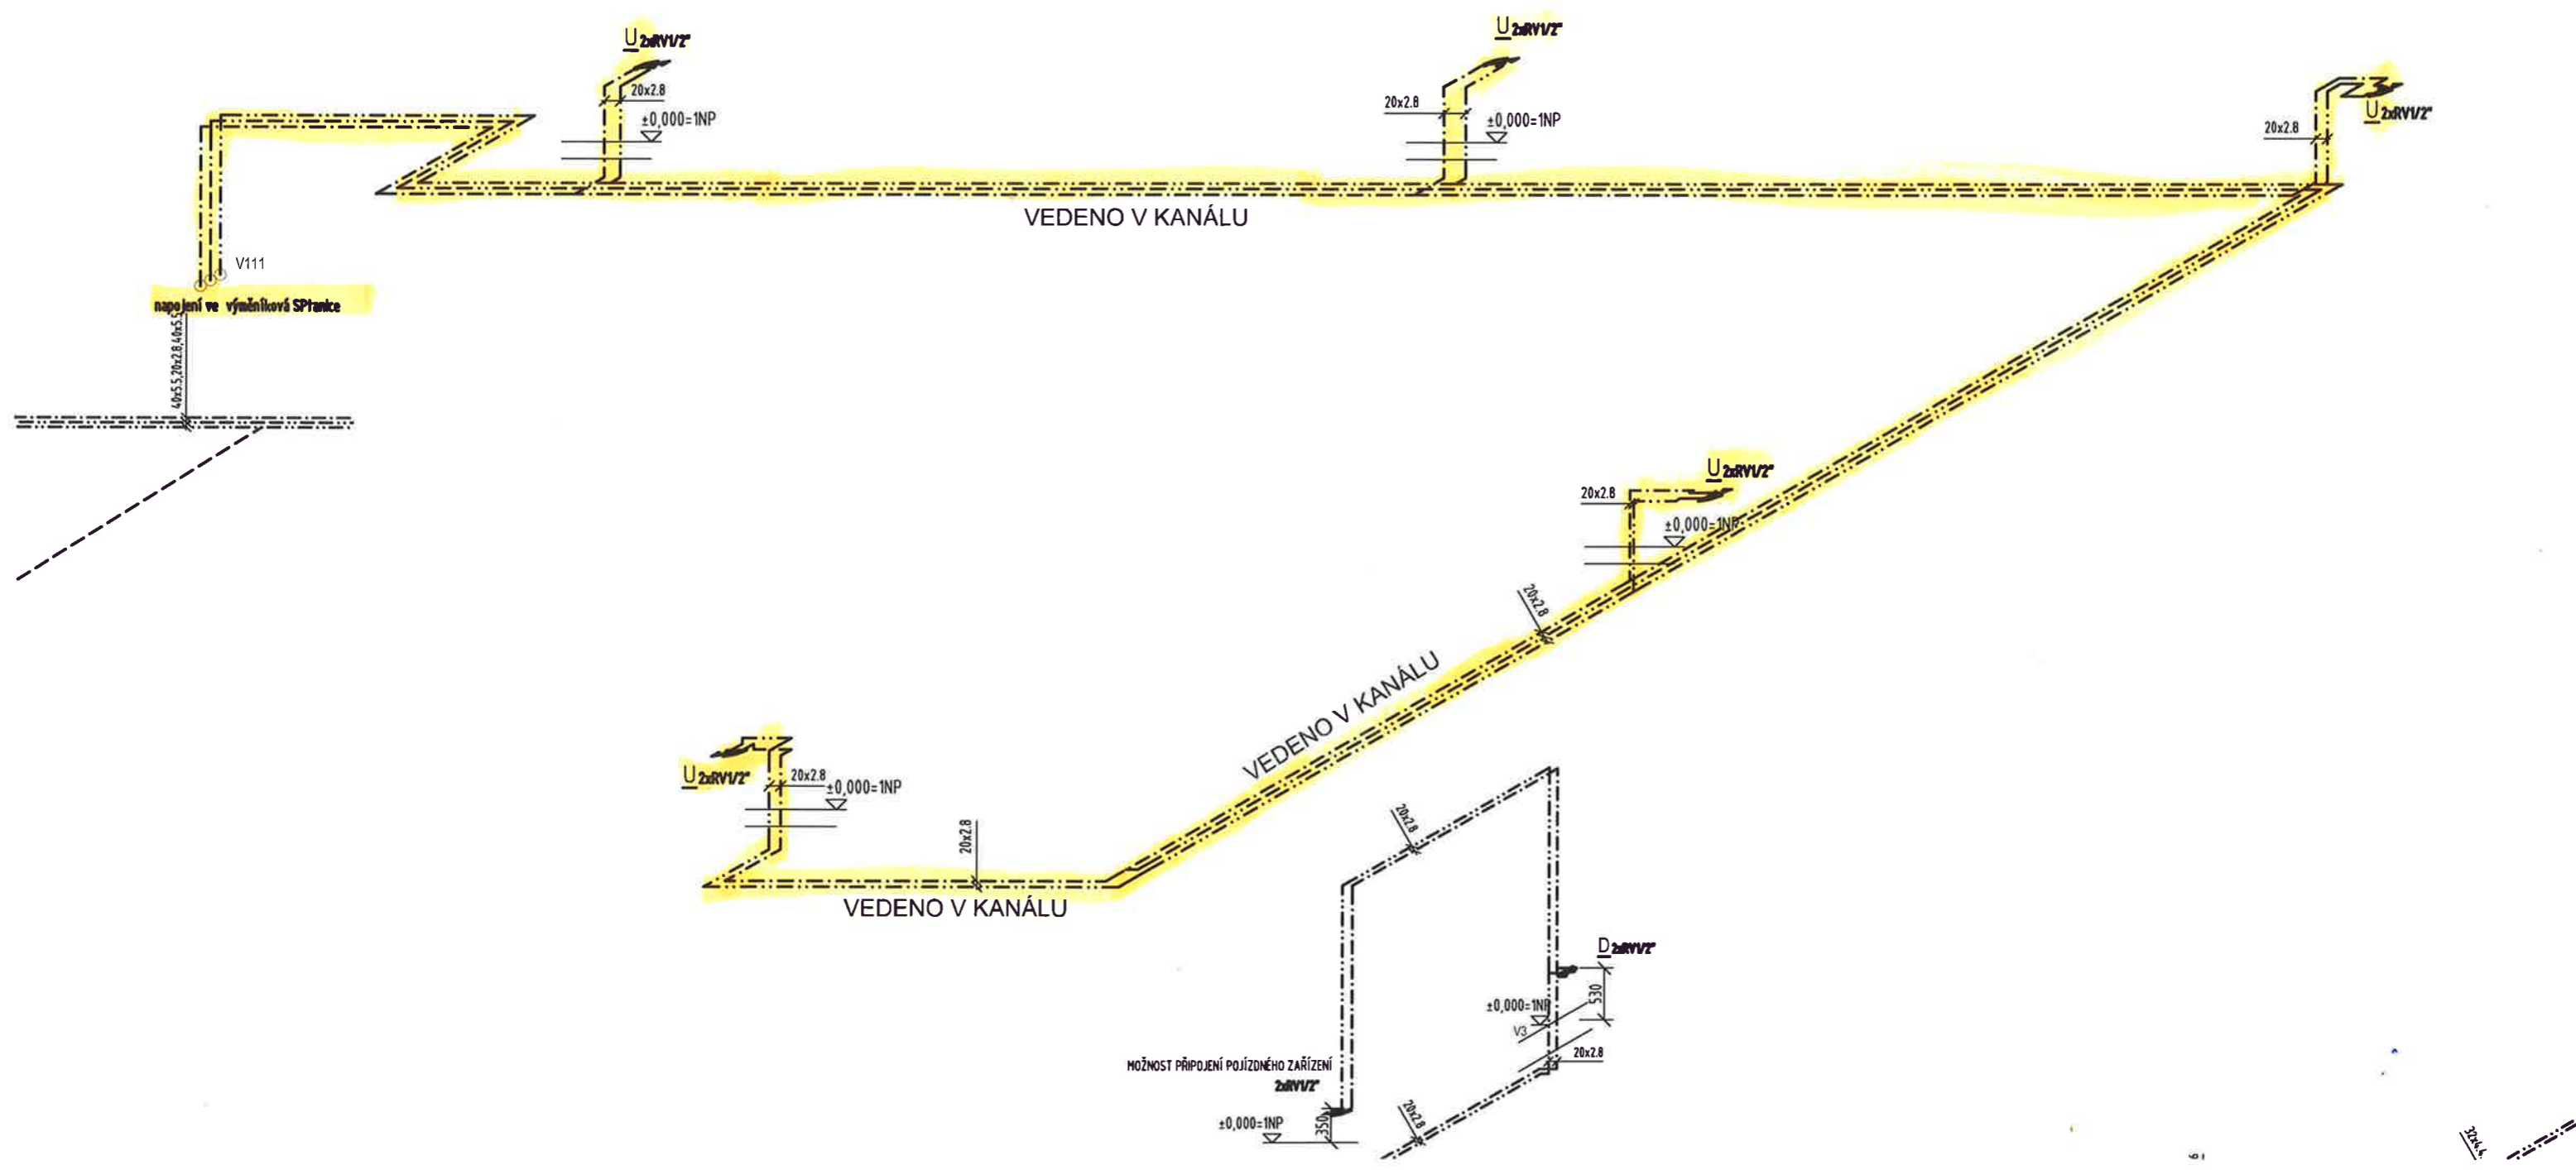 U 2xRV1/2"
U 2xRV1/2"
U 2xRV1/2"
20x2.8
20x2.8
20x2.8
±0,000=1NP
±0,000=1NP
VEDENO V KANÁLU
V111
napojení ve výměníková SPtanice
40x5.5,20x2.8,40x5.5
U 2xRV1/2"
20x2.8
±0,000=1NP
20x2.8
VEDENO V KANÁLU
U 2xRV1/2"
20x2.8
±0,000=1NP
20x2.8
VEDENO V KANÁLU
20x2.8
D 2xRV1/2"
530
±0,000=1NP
V3
20x2.8
MOŽNOST PŘIPOJENÍ POJÍZDNÉHO ZAŘÍZENÍ
2xRV1/2"
±0,000=1NP
350
20x2.8
32x4.4